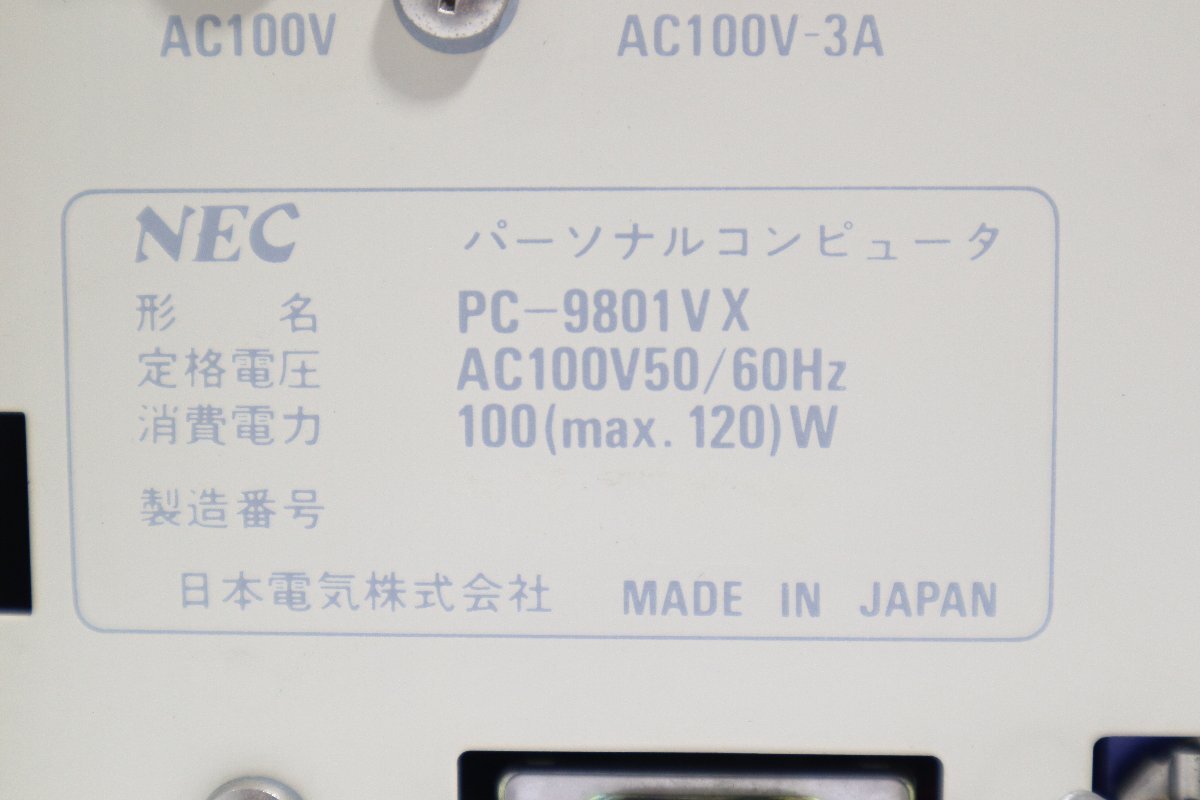 AC100V AC100V-3A
NEC パーソナルコンピュータ
形名 PC-9801VX
定格電圧 AC100V50/60Hz
消費電力 100(max. 120)W
製造番号
日本電気株式会社 MADE IN JAPAN